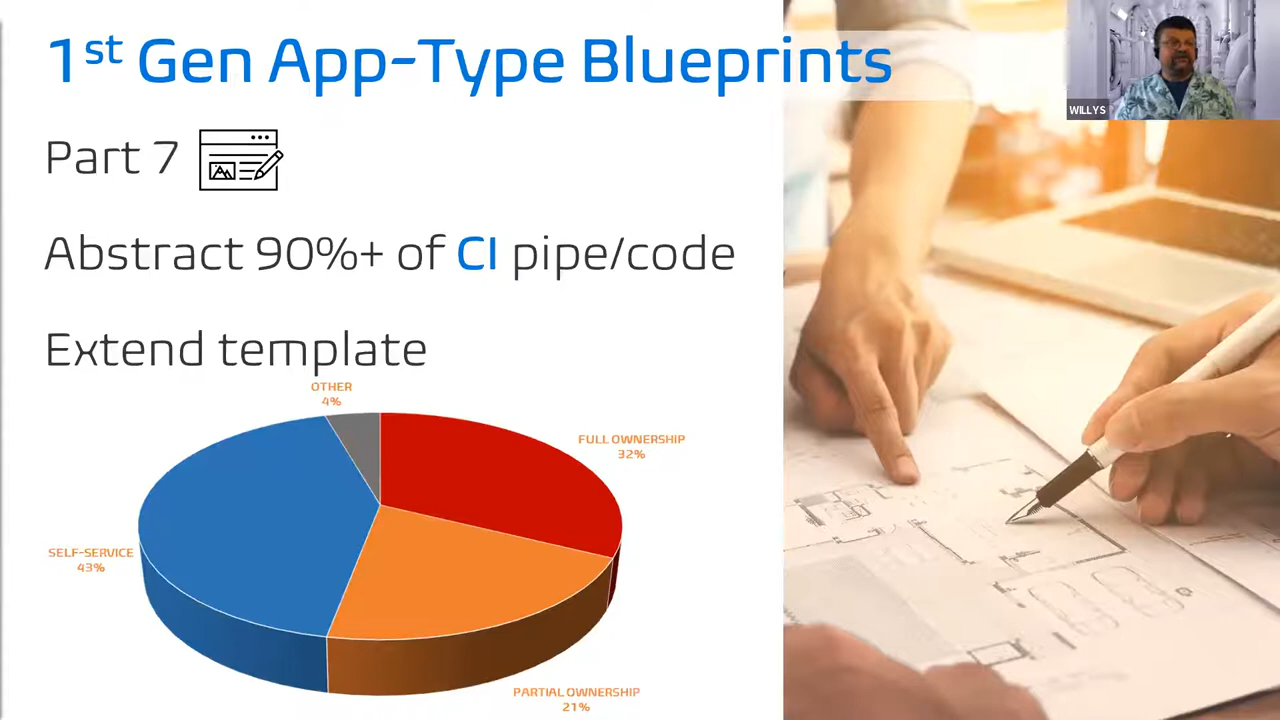 1st Gen App-Type Blueprints
WILLYS
Part 7
Abstract 90%+ of CI pipe/code
Extend template
OTHER
4%
FULL OWNERSHIP
32%
SELF-SERVICE
43%
PARTIAL OWNERSHIP
21%